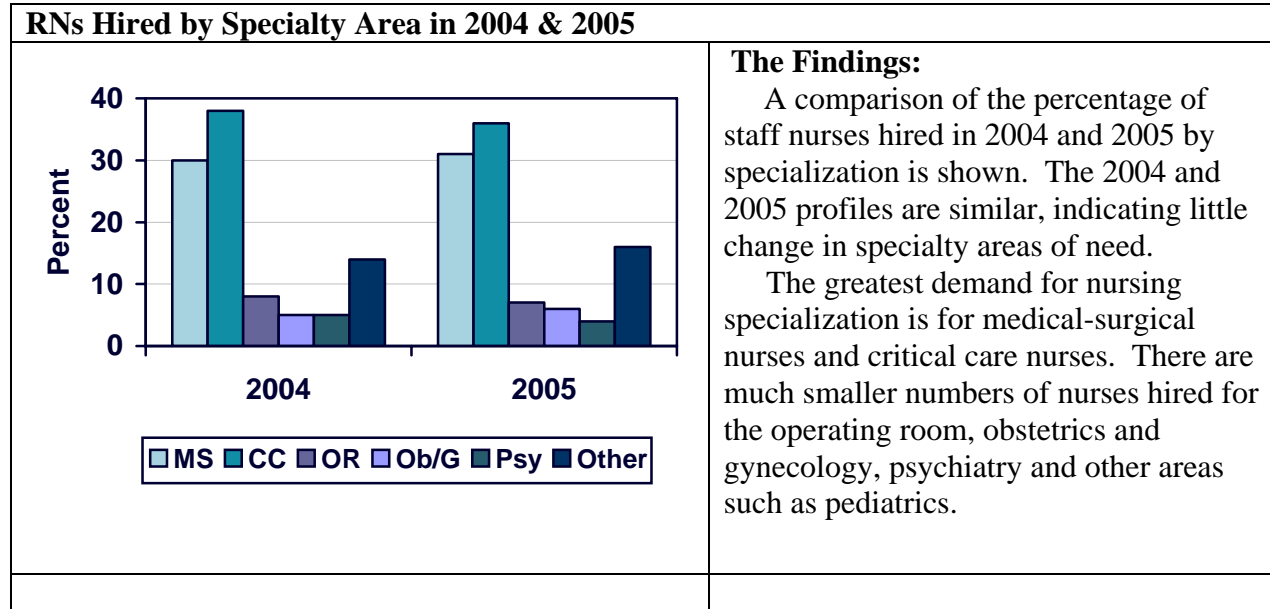 RNs Hired by Specialty Area in 2004 & 2005
40
30
20
10
0
Percent
2004
2005
MS CC OR Ob/G Psy Other
The Findings:
A comparison of the percentage of
staff nurses hired in 2004 and 2005 by
specialization is shown. The 2004 and
2005 profiles are similar, indicating little
change in specialty areas of need.
The greatest demand for nursing
specialization is for medical-surgical
nurses and critical care nurses. There are
much smaller numbers of nurses hired for
the operating room, obstetrics and
gynecology, psychiatry and other areas
such as pediatrics.